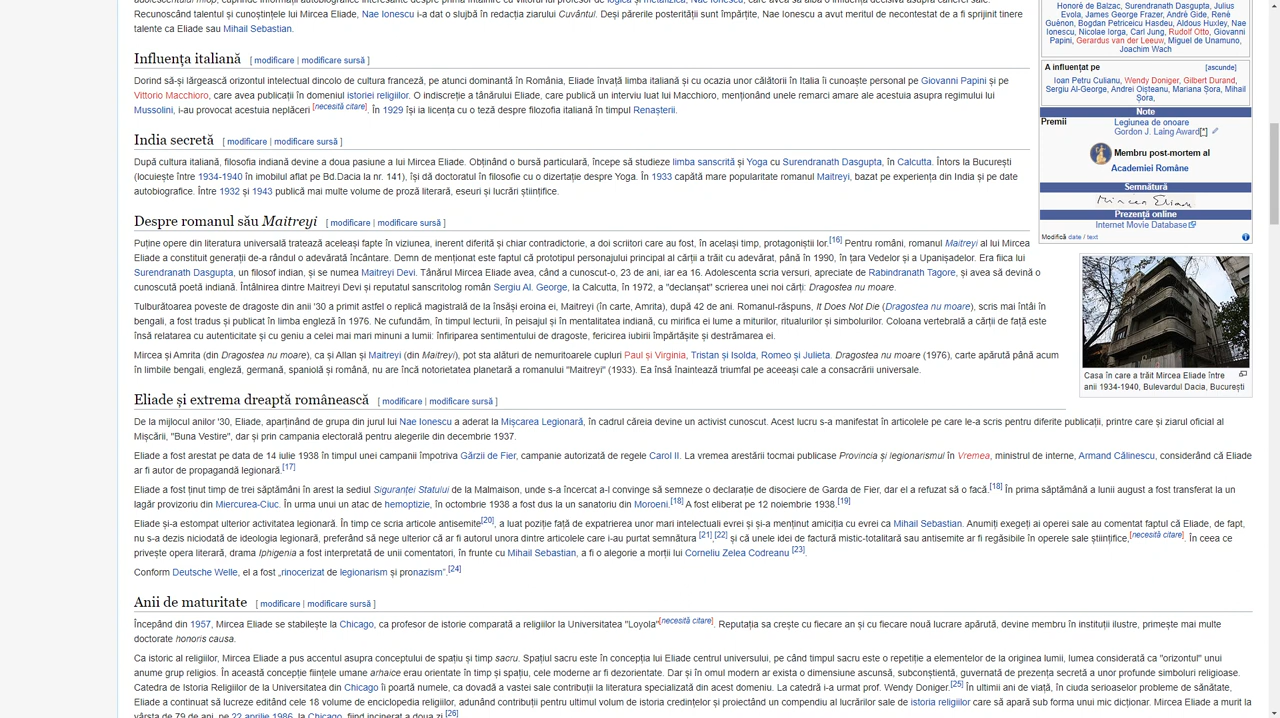 adolescentului miop, cuprinde informații autobiografice interesante despre prima întâlnire cu viitorul profesor de logică și metafizică, Nae Ionescu, care avea să aibă o influență decisivă asupra carierei sale.
Recunoscând talentul și cunoștințele lui Mircea Eliade, Nae Ionescu i-a dat o slujbă în redacția ziarului Cuvântul. Deși părerile posterității sunt împărțite, Nae Ionescu a avut meritul de necontestat de a fi sprijinit tinere
talente ca Eliade sau Mihail Sebastian.
Influența italiană [ modificare | modificare sursă ]
Dorind să-și lărgească orizontul intelectual dincolo de cultura franceză, pe atunci dominantă în România, Eliade învață limba italiană și cu ocazia unor călătorii în Italia îi cunoaște personal pe Giovanni Papini și pe
Vittorio Macchioro, care avea publicații în domeniul istoriei religiilor. O indiscreție a tânărului Eliade, care publică un interviu luat lui Macchioro, menționând unele remarci amare ale acestuia asupra regimului lui
Mussolini, i-au provocat acestuia neplăceri [necesită citare]. În 1929 își ia licența cu o teză despre filozofia italiană în timpul Renașterii.
India secretă [ modificare | modificare sursă ]
După cultura italiană, filosofia indiană devine a doua pasiune a lui Mircea Eliade. Obținând o bursă particulară, începe să studieze limba sanscrită și Yoga cu Surendranath Dasgupta, în Calcutta. Întors la București
(locuiește între 1934-1940 în imobilul aflat pe Bd.Dacia la nr. 141), își dă doctoratul în filosofie cu o dizertație despre Yoga. În 1933 capătă mare popularitate romanul Maitreyi, bazat pe experiența din India și pe date
autobiografice. Între 1932 și 1943 publică mai multe volume de proză literară, eseuri și lucrări științifice.
Despre romanul său Maitreyi [ modificare | modificare sursă ]
Puține opere din literatura universală tratează aceleași fapte în viziunea, inerent diferită și chiar contradictorie, a doi scriitori care au fost, în același timp, protagoniștii lor.[16] Pentru români, romanul Maitreyi al lui Mircea
Eliade a constituit generații de-a rândul o adevărată încântare. Demn de menționat este faptul că prototipul personajului principal al cărții a trăit cu adevărat, până în 1990, în țara Vedelor și a Upanișadelor. Era fiica lui
Surendranath Dasgupta, un filosof indian, și se numea Maitreyi Devi. Tânărul Mircea Eliade avea, când a cunoscut-o, 23 de ani, iar ea 16. Adolescenta scria versuri, apreciate de Rabindranath Tagore, și avea să devină o
cunoscută poetă indiană. Întâlnirea dintre Maitreyi Devi și reputatul sanscritolog român Sergiu Al. George, la Calcutta, în 1972, a "declanșat" scrierea unei noi cărți: Dragostea nu moare.
Tulburătoarea poveste de dragoste din anii '30 a primit astfel o replică magistrală de la însăși eroina ei, Maitreyi (în carte, Amrita), după 42 de ani. Romanul-răspuns, It Does Not Die (Dragostea nu moare), scris mai întâi în
bengali, a fost tradus și publicat în limba engleză în 1976. Ne cufundăm, în timpul lecturii, în peisajul și în mentalitatea indiană, cu mirifica ei lume a miturilor, ritualurilor și simbolurilor. Coloana vertebrală a cărții de față este
însă relatarea cu autenticitate și cu geniu a celei mai mari minuni a lumii: înfiriparea sentimentului de dragoste, fericirea iubirii împărtășite și destrămarea ei.
Mircea și Amrita (din Dragostea nu moare), ca și Allan și Maitreyi (din Maitreyi), pot sta alături de nemuritoarele cupluri Paul și Virginia, Tristan și Isolda, Romeo și Julieta. Dragostea nu moare (1976), carte apărută până acum
în limbile bengali, engleză, germană, spaniolă și română, nu are încă notorietatea planetară a romanului "Maitreyi" (1933). Ea însă înaintează triumfal pe aceeași cale a consacrării universale.
Eliade și extrema dreaptă românească [ modificare | modificare sursă ]
De la mijlocul anilor '30, Eliade, aparținând de grupa din jurul lui Nae Ionescu a aderat la Mișcarea Legionară, în cadrul căreia devine un activist cunoscut. Acest lucru s-a manifestat în articolele pe care le-a scris pentru diferite publicații, printre care și ziarul oficial al
Mișcării, "Buna Vestire", dar și prin campania electorală pentru alegerile din decembrie 1937.
Eliade a fost arestat pe data de 14 iulie 1938 în timpul unei campanii împotriva Gărzii de Fier, campanie autorizată de regele Carol II. La vremea arestării tocmai publicase Provincia și legionarismul în Vremea, ministrul de interne, Armand Călinescu, considerând că Eliade
ar fi autor de propagandă legionară.[17]
Eliade a fost ținut timp de trei săptămâni în arest la sediul Siguranței Statului de la Malmaison, unde s-a încercat a-l convinge să semneze o declarație de disociere de Garda de Fier, dar el a refuzat să o facă.[18] În prima săptămână a lunii august a fost transferat la un
lagăr provizoriu din Miercurea-Ciuc. În urma unui un atac de hemoptizie, în octombrie 1938 a fost dus la un sanatoriu din Moroeni.[18] A fost eliberat pe 12 noiembrie 1938.[19]
Eliade și-a estompat ulterior activitatea legionară. În timp ce scria articole antisemite[20], a luat poziție față de expatrierea unor mari intelectuali evrei și și-a menținut amiciția cu evrei ca Mihail Sebastian. Anumiți exegeți ai operei sale au comentat faptul că Eliade, de fapt,
nu s-a dezis niciodată de ideologia legionară, preferând să nege ulterior că ar fi autorul unora dintre articolele care i-au purtat semnătura [21],[22] și că unele idei de factură mistic-totalitară sau antisemite ar fi regăsibile în operele sale științifice,[necesită citare]. În ceea ce
privește opera literară, drama Iphigenia a fost interpretată de unii comentatori, în frunte cu Mihail Sebastian, a fi o alegorie a morții lui Corneliu Zelea Codreanu [23].
Conform Deutsche Welle, el a fost „rinocerizat de legionarism și pronazism”.[24]
Anii de maturitate [ modificare | modificare sursă ]
Începând din 1957, Mircea Eliade se stabilește la Chicago, ca profesor de istorie comparată a religiilor la Universitatea "Loyola"[necesită citare]. Reputația sa crește cu fiecare an și cu fiecare nouă lucrare apărută, devine membru în instituții ilustre, primește mai multe
doctorate honoris causa.
Ca istoric al religiilor, Mircea Eliade a pus accentul asupra conceptului de spațiu și timp sacru. Spațiul sacru este în concepția lui Eliade centrul universului, pe când timpul sacru este o repetiție a elementelor de la originea lumii, lumea considerată ca "orizontul" unui
anume grup religios. În această concepție ființele umane arhaice erau orientate în timp și spațiu, cele moderne ar fi dezorientate. Dar și în omul modern ar exista o dimensiune ascunsă, subconștientă, guvernată de prezența secretă a unor profunde simboluri religioase.
Catedra de Istoria Religiilor de la Universitatea din Chicago îi poartă numele, ca dovadă a vastei sale contribuții la literatura specializată din acest domeniu. La catedră i-a urmat prof. Wendy Doniger.[25] În ultimii ani de viață, în ciuda serioaselor probleme de sănătate,
Eliade a continuat să lucreze editând cele 18 volume de enciclopedia religiilor, adunând contribuții pentru ultimul volum de istoria credințelor și proiectând un compendiu al lucrărilor sale de istoria religiilor care să apară sub forma unui mic dicționar. Mircea Eliade a murit la
vârsta de 79 de ani, pe 22 aprilie 1986, la Chicago, fiind incinerat a doua zi.[26]
Honoré de Balzac, Surendranath Dasgupta, Julius
Evola, James George Frazer, André Gide, René
Guénon, Bogdan Petriceicu Hasdeu, Aldous Huxley, Nae
Ionescu, Nicolae Iorga, Carl Jung, Rudolf Otto, Giovanni
Papini, Gerardus van der Leeuw, Miguel de Unamuno,
Joachim Wach
A influențat pe [ascunde]
Ioan Petru Culianu, Wendy Doniger, Gilbert Durand,
Sergiu Al-George, Andrei Oișteanu, Mariana Șora, Mihail
Șora,
Note
Premii Legiunea de onoare
Gordon J. Laing Award[*]
Membru post-mortem al
Academiei Române
Semnătură
Mircea Eliade
Prezență online
Internet Movie Database
Modifică date / text
Casa în care a trăit Mircea Eliade între
anii 1934-1940, Bulevardul Dacia, București